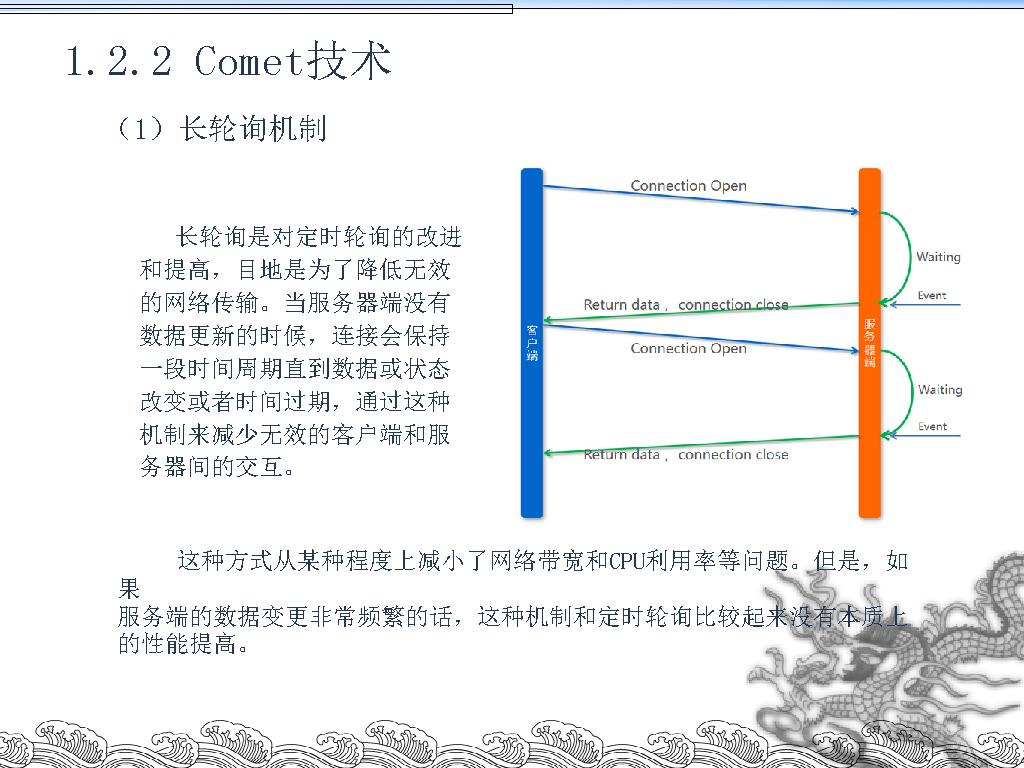 1.2.2 Comet技术
（1）长轮询机制
长轮询是对定时轮询的改进
和提高，目地是为了降低无效
的网络传输。当服务器端没有
数据更新的时候，连接会保持
一段时间周期直到数据或状态
改变或者时间过期，通过这种
机制来减少无效的客户端和服
务器间的交互。
Connection Open
Waiting
Event
Return data ， connection close
客户端
服务器端
Connection Open
Waiting
Event
Return data ， connection close
这种方式从某种程度上减小了网络带宽和CPU利用率等问题。但是，如
果
服务端的数据变更非常频繁的话，这种机制和定时轮询比较起来没有本质上
的性能提高。